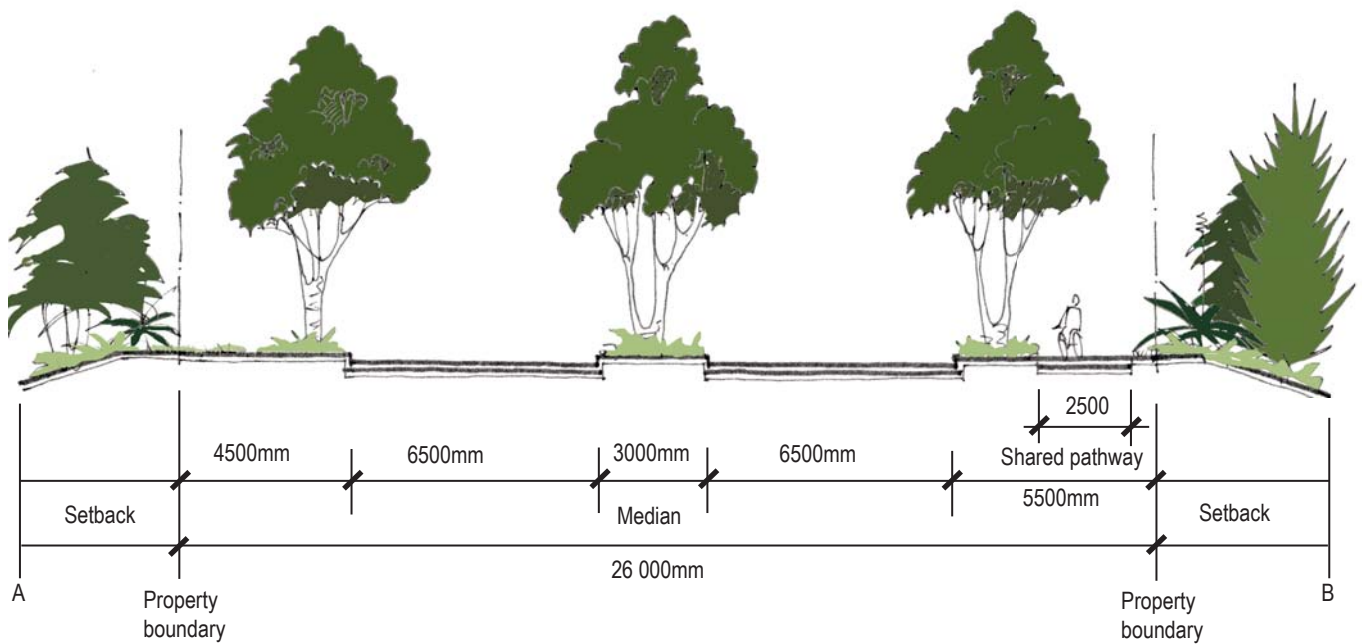 2500
4500mm
6500mm
3000mm
6500mm
Shared pathway
5500mm
Setback
Median
Setback
26 000mm
A
B
Property
boundary
Property
boundary